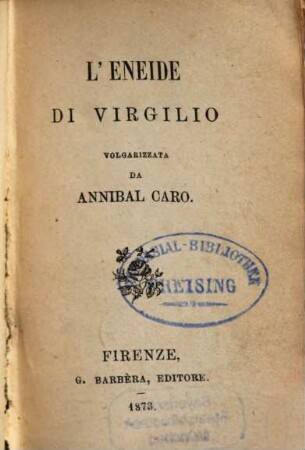 L' ENEIDE
DI VIRGILIO
VOLGARIZZATA
DA
ANNIBAL CARO.
FREISING
FIRENZE,
G. BARBÈRA, EDITORE.
1873.